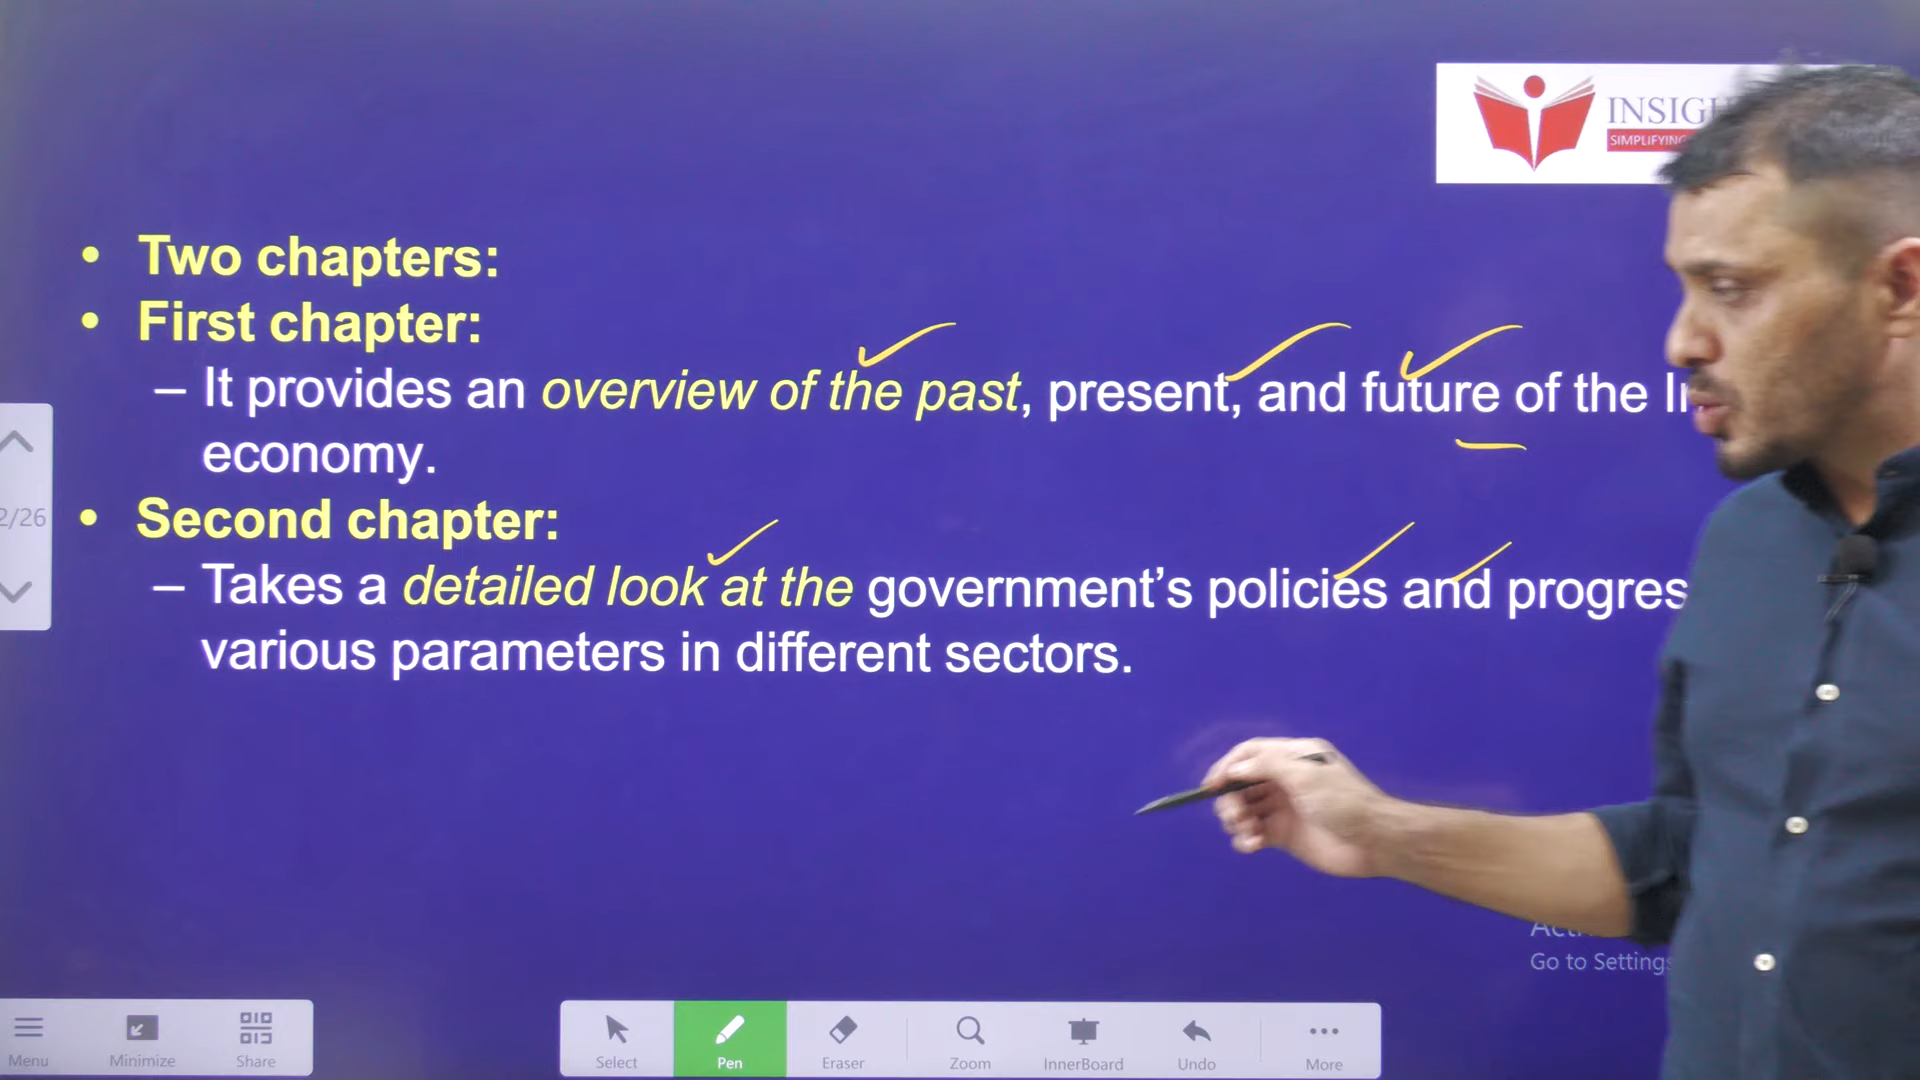 INSIG
SIMPLIFYING
• Two chapters:
• First chapter:
– It provides an overview of the past, present, and future of the
economy.
• Second chapter:
– Takes a detailed look at the government's policies and
various parameters in different sectors.
2/26
Go to Settings
Menu Minimize Share Select Pen Eraser Zoom InnerBoard Undo More